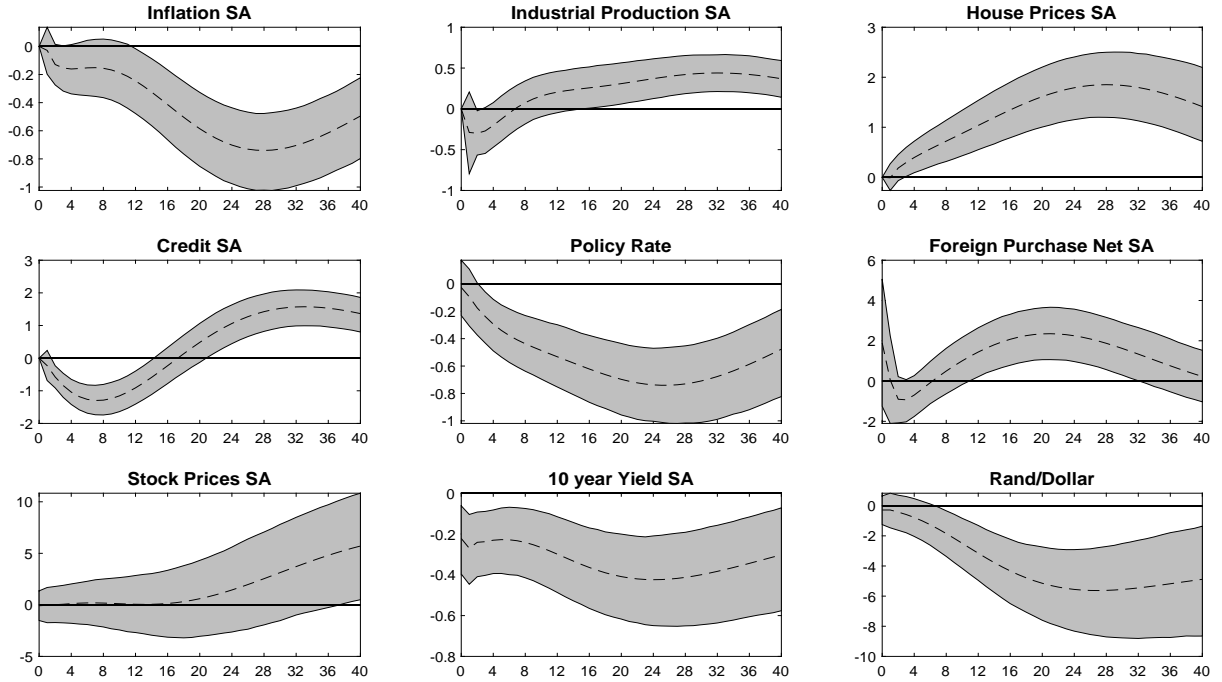 Inflation SA
0
-0.2
-0.4
-0.6
-0.8
-1
0 4 8 12 16 20 24 28 32 36 40
Industrial Production SA
1
0.5
0
-0.5
-1
0 4 8 12 16 20 24 28 32 36 40
House Prices SA
3
2
1
0
0 4 8 12 16 20 24 28 32 36 40
Credit SA
3
2
1
0
-1
-2
0 4 8 12 16 20 24 28 32 36 40
Policy Rate
0
-0.2
-0.4
-0.6
-0.8
-1
0 4 8 12 16 20 24 28 32 36 40
Foreign Purchase Net SA
6
4
2
0
-2
0 4 8 12 16 20 24 28 32 36 40
Stock Prices SA
10
5
0
-5
0 4 8 12 16 20 24 28 32 36 40
10 year Yield SA
0
-0.2
-0.4
-0.6
-0.8
0 4 8 12 16 20 24 28 32 36 40
Rand/Dollar
0
-2
-4
-6
-8
-10
0 4 8 12 16 20 24 28 32 36 40